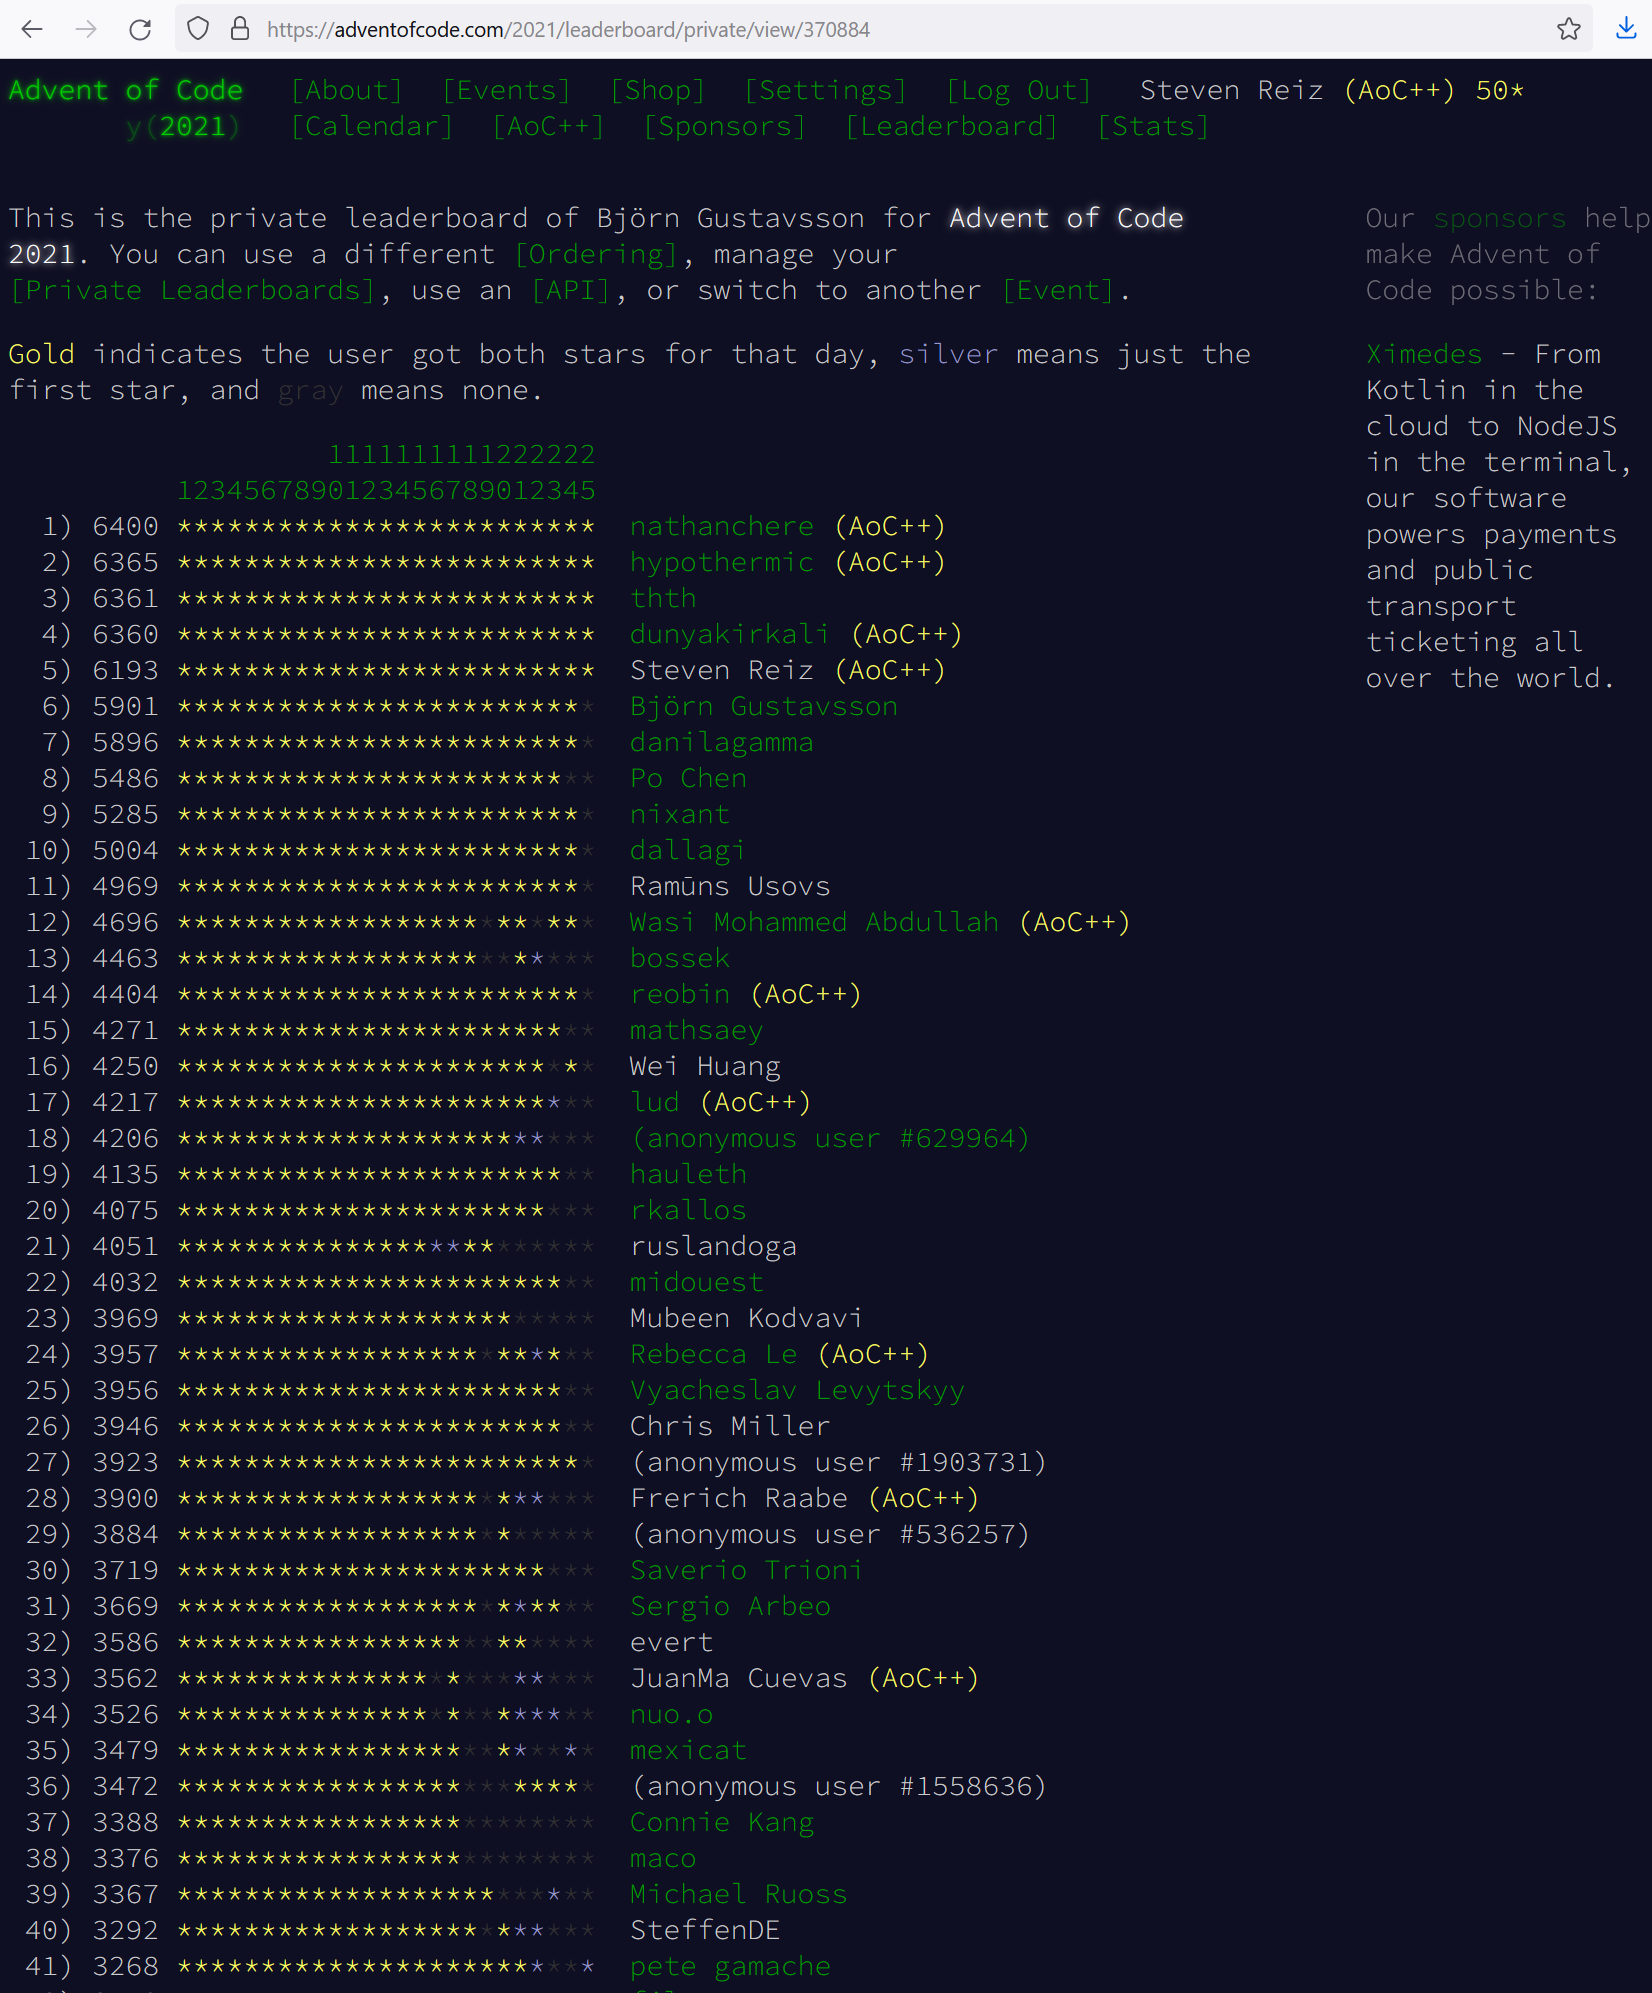 https://adventofcode.com/2021/leaderboard/private/view/370884
Advent of Code [About] [Events] [Shop] [Settings] [Log Out] Steven Reiz (AoC++) 50*
y(2021) [Calendar] [AoC++] [Sponsors] [Leaderboard] [Stats]
This is the private leaderboard of Björn Gustavsson for Advent of Code
2021. You can use a different [Ordering], manage your
[Private Leaderboards], use an [API], or switch to another [Event].
Gold indicates the user got both stars for that day, silver means just the
first star, and gray means none.
1111111111222222
1234567890123456789012345
1) 6400 ************************* nathanchere (AoC++)
2) 6365 ************************* hypothermic (AoC++)
3) 6361 ************************* thth
4) 6360 ************************* dunyakirkali (AoC++)
5) 6193 ************************* Steven Reiz (AoC++)
6) 5901 ************************* Björn Gustavsson
7) 5896 ************************* danilagamma
8) 5486 ************************* Po Chen
9) 5285 ************************* nixant
10) 5004 ************************* dallagi
11) 4969 ************************* Ramūns Usovs
12) 4696 ************************* Wasi Mohammed Abdullah (AoC++)
13) 4463 ************************* bossek
14) 4404 ************************* reobin (AoC++)
15) 4271 ************************* mathsaey
16) 4250 ************************* Wei Huang
17) 4217 ************************* lud (AoC++)
18) 4206 ************************* (anonymous user #629964)
19) 4135 ************************* hauleth
20) 4075 ************************* rkallos
21) 4051 ************************* ruslandoga
22) 4032 ************************* midouest
23) 3969 ************************* Mubeen Kodvavi
24) 3957 ************************* Rebecca Le (AoC++)
25) 3956 ************************* Vyacheslav Levytskyy
26) 3946 ************************* Chris Miller
27) 3923 ************************* (anonymous user #1903731)
28) 3900 ************************* Frerich Raabe (AoC++)
29) 3884 ************************* (anonymous user #536257)
30) 3719 ************************* Saverio Trioni
31) 3669 ************************* Sergio Arbeo
32) 3586 ************************* evert
33) 3562 ************************* JuanMa Cuevas (AoC++)
34) 3526 ************************* nuo.o
35) 3479 ************************* mexicat
36) 3472 ************************* (anonymous user #1558636)
37) 3388 ************************* Connie Kang
38) 3376 ************************* maco
39) 3367 ************************* Michael Ruoss
40) 3292 ************************* SteffenDE
41) 3268 ************************* pete gamache
Our sponsors help
make Advent of
Code possible:
Ximedes - From
Kotlin in the
cloud to NodeJS
in the terminal,
our software
powers payments
and public
transport
ticketing all
over the world.